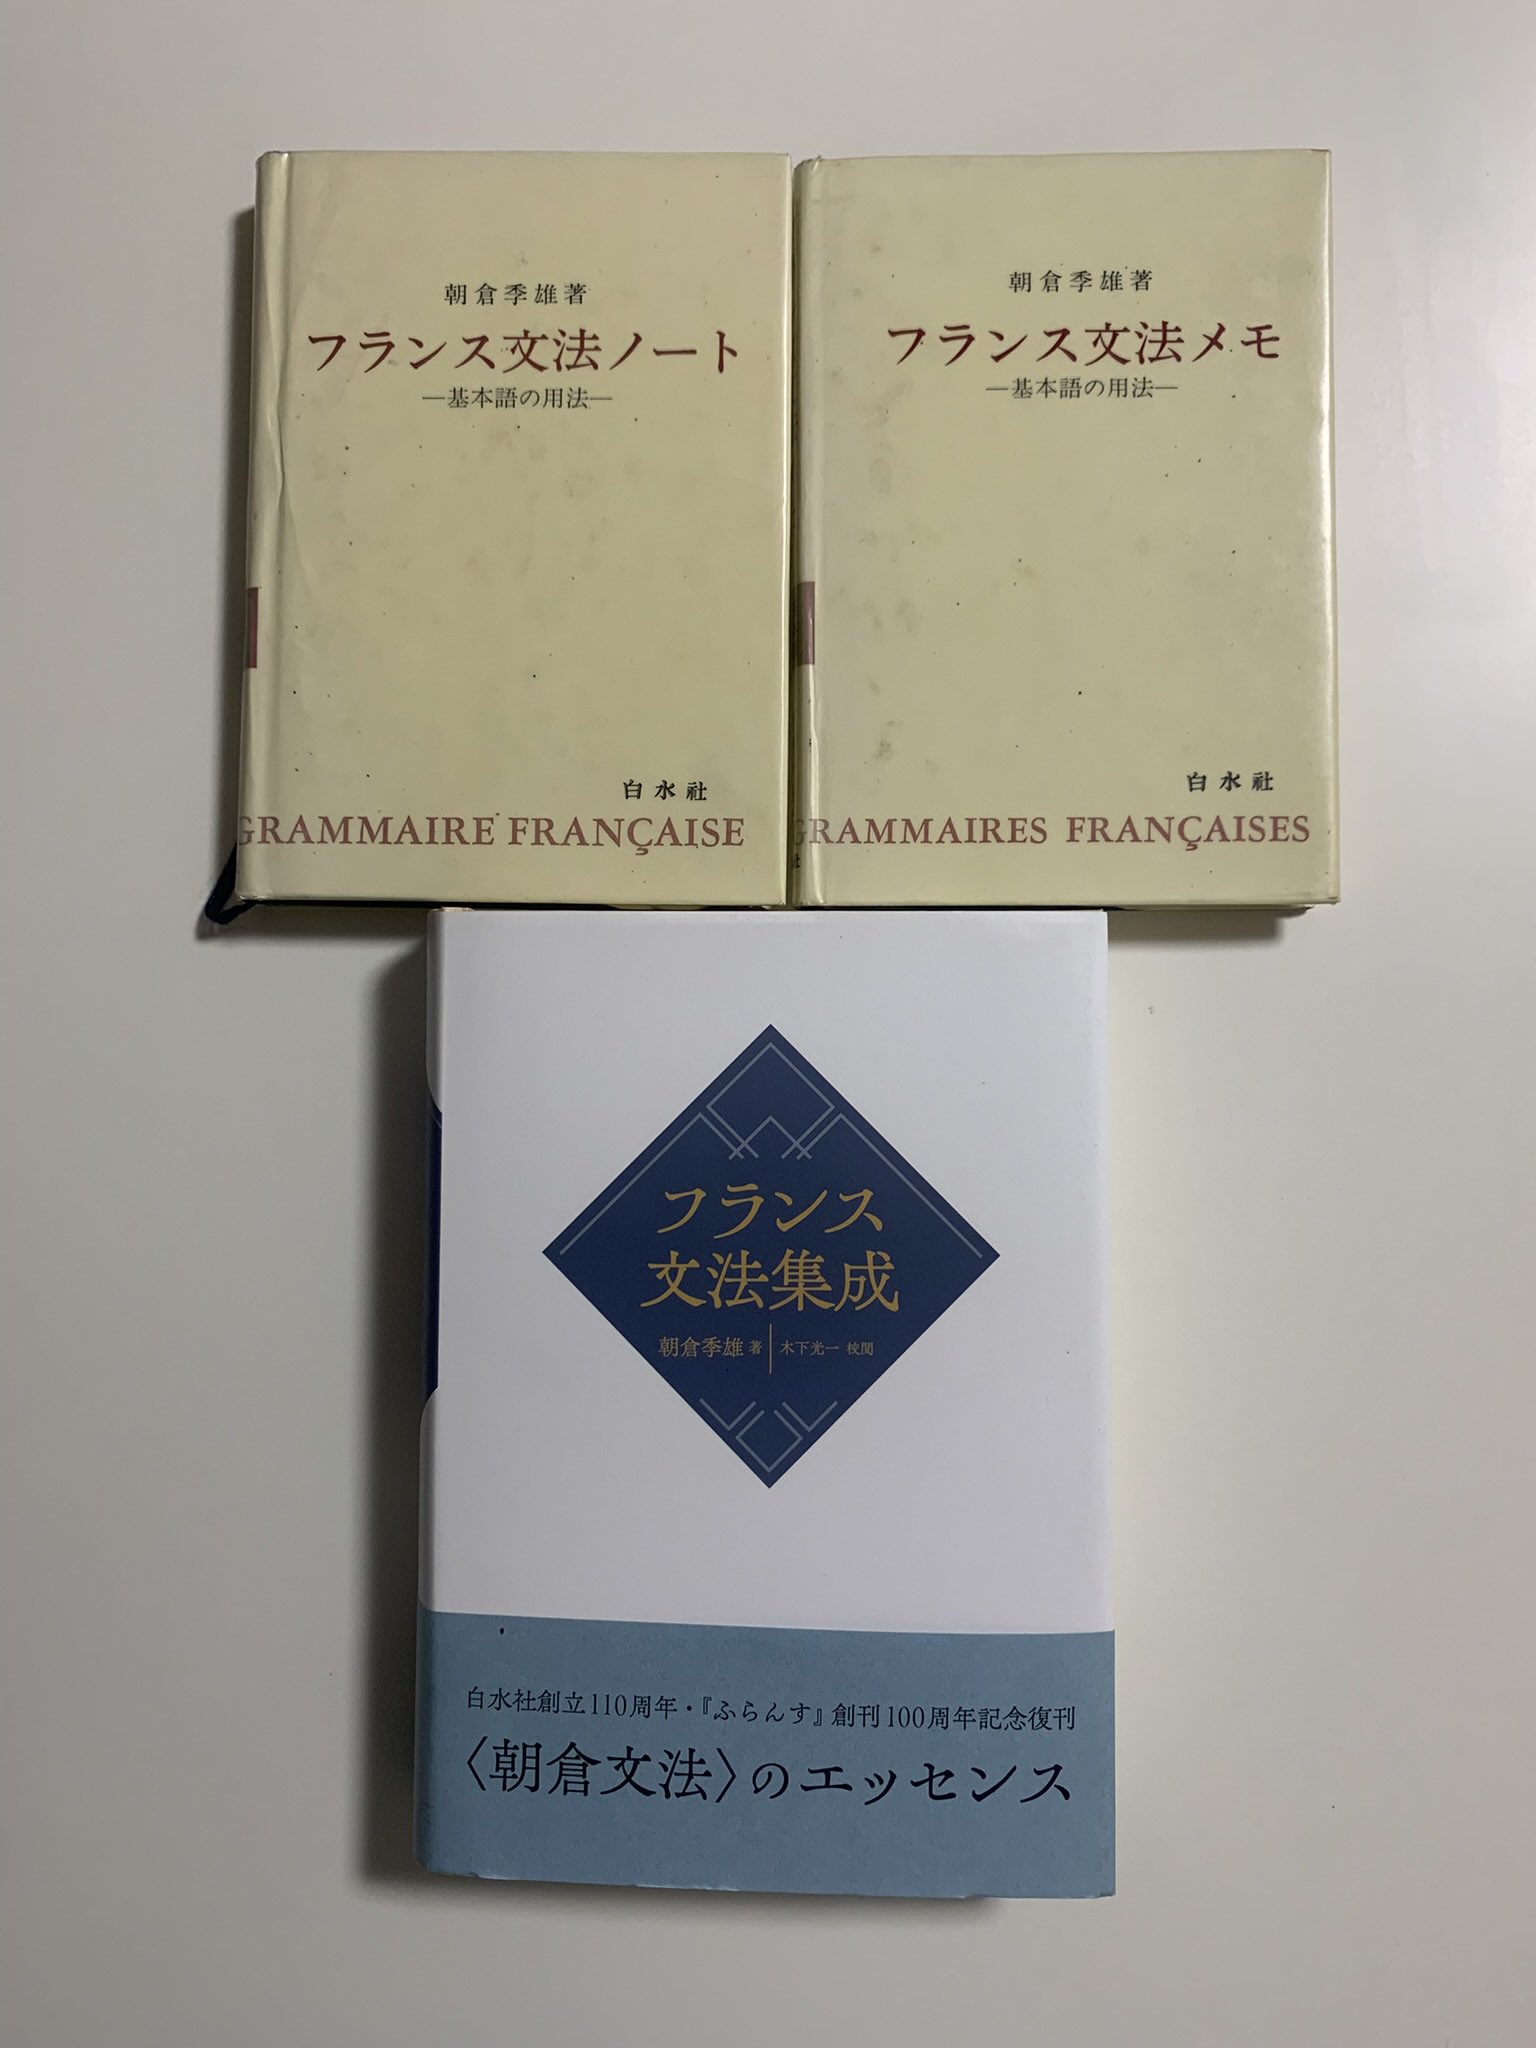 朝倉季雄著
フランス文法ノート
―基本語の用法―
白水社
GRAMMAIRE FRANÇAISE
朝倉季雄著
フランス文法メモ
―基本語の用法―
白水社
GRAMMAIRES FRANÇAISES
社
フランス
文法集成
朝倉季雄 著 木下光一 校閲
白水社創立110周年・『ふらんす』創刊100周年記念復刊
〈朝倉文法〉のエッセンス